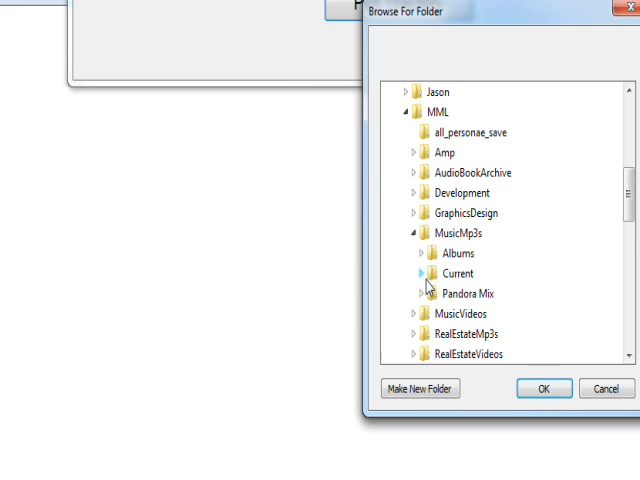 P
Browse For Folder
Jason
MML
all_personae_save
Amp
AudioBookArchive
Development
GraphicsDesign
MusicMp3s
Albums
Current
Pandora Mix
MusicVideos
RealEstateMp3s
RealEstateVideos
Make New Folder
OK
Cancel